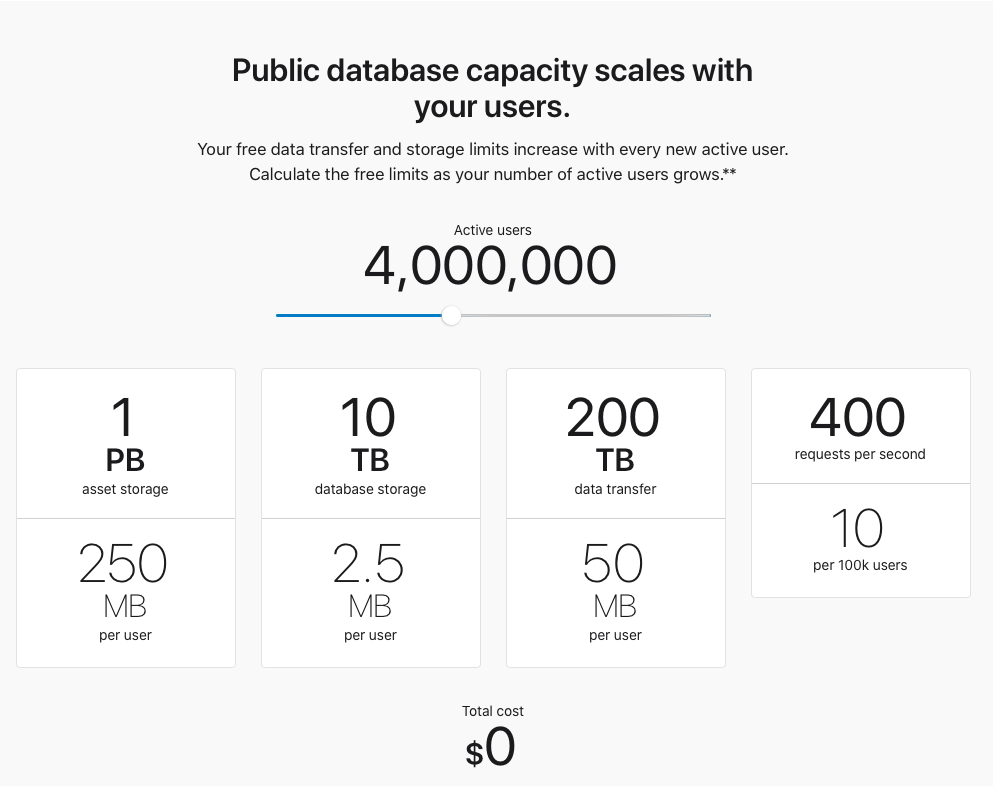 Public database capacity scales with
your users.
Your free data transfer and storage limits increase with every new active user.
Calculate the free limits as your number of active users grows.**
Active users
4,000,000
1
PB
asset storage
250
MB
per user
10
TB
database storage
2.5
MB
per user
200
TB
data transfer
50
MB
per user
400
requests per second
10
per 100k users
Total cost
$0